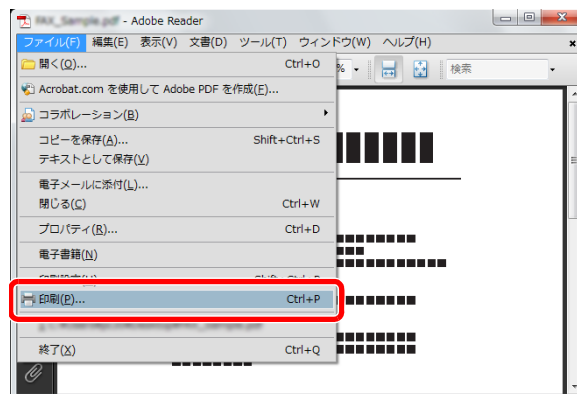 FAX_Sample.pdf - Adobe Reader
ファイル(F) 編集(E) 表示(V) 文書(D) ツール(T) ウィンドウ(W) ヘルプ(H)
開く(O)... Ctrl+O
% 検索
Acrobat.com を使用して Adobe PDF を作成(E)...
コラボレーション(B)
コピーを保存(A)... Shift+Ctrl+S
テキストとして保存(V)
電子メールに添付(L)...
閉じる(C) Ctrl+W
プロパティ(R)... Ctrl+D
電子書籍(N)
印刷(P)... Ctrl+P
終了(X) Ctrl+Q